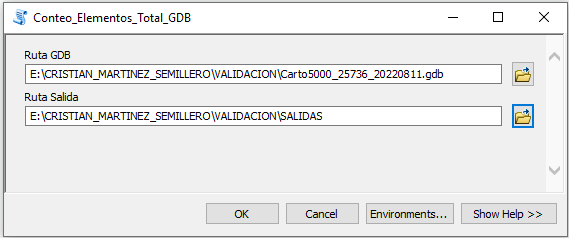 Conteo_Elementos_Total_GDB
Ruta GDB
E:\CRISTIAN_MARTINEZ_SEMILLERO\VALIDACION\Carto5000_25736_20220811.gdb
Ruta Salida
E:\CRISTIAN_MARTINEZ_SEMILLERO\VALIDACION\SALIDAS
OK Cancel Environments... Show Help >>